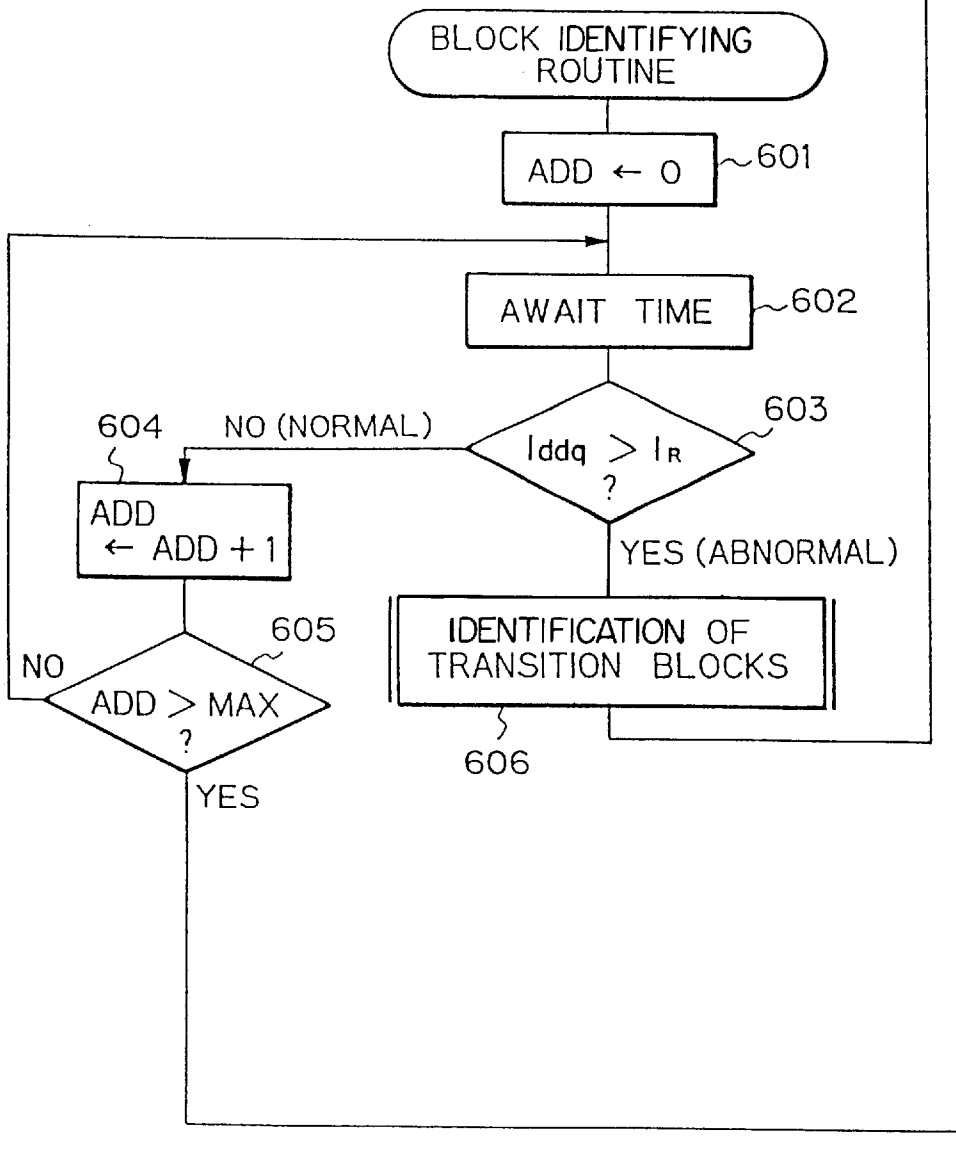 BLOCK IDENTIFYING
ROUTINE
ADD ← 0
601
AWAIT TIME
602
Iddq > IR
?
603
NO (NORMAL)
604
ADD
← ADD + 1
YES (ABNORMAL)
605
NO
ADD > MAX
?
IDENTIFICATION OF
TRANSITION BLOCKS
606
YES